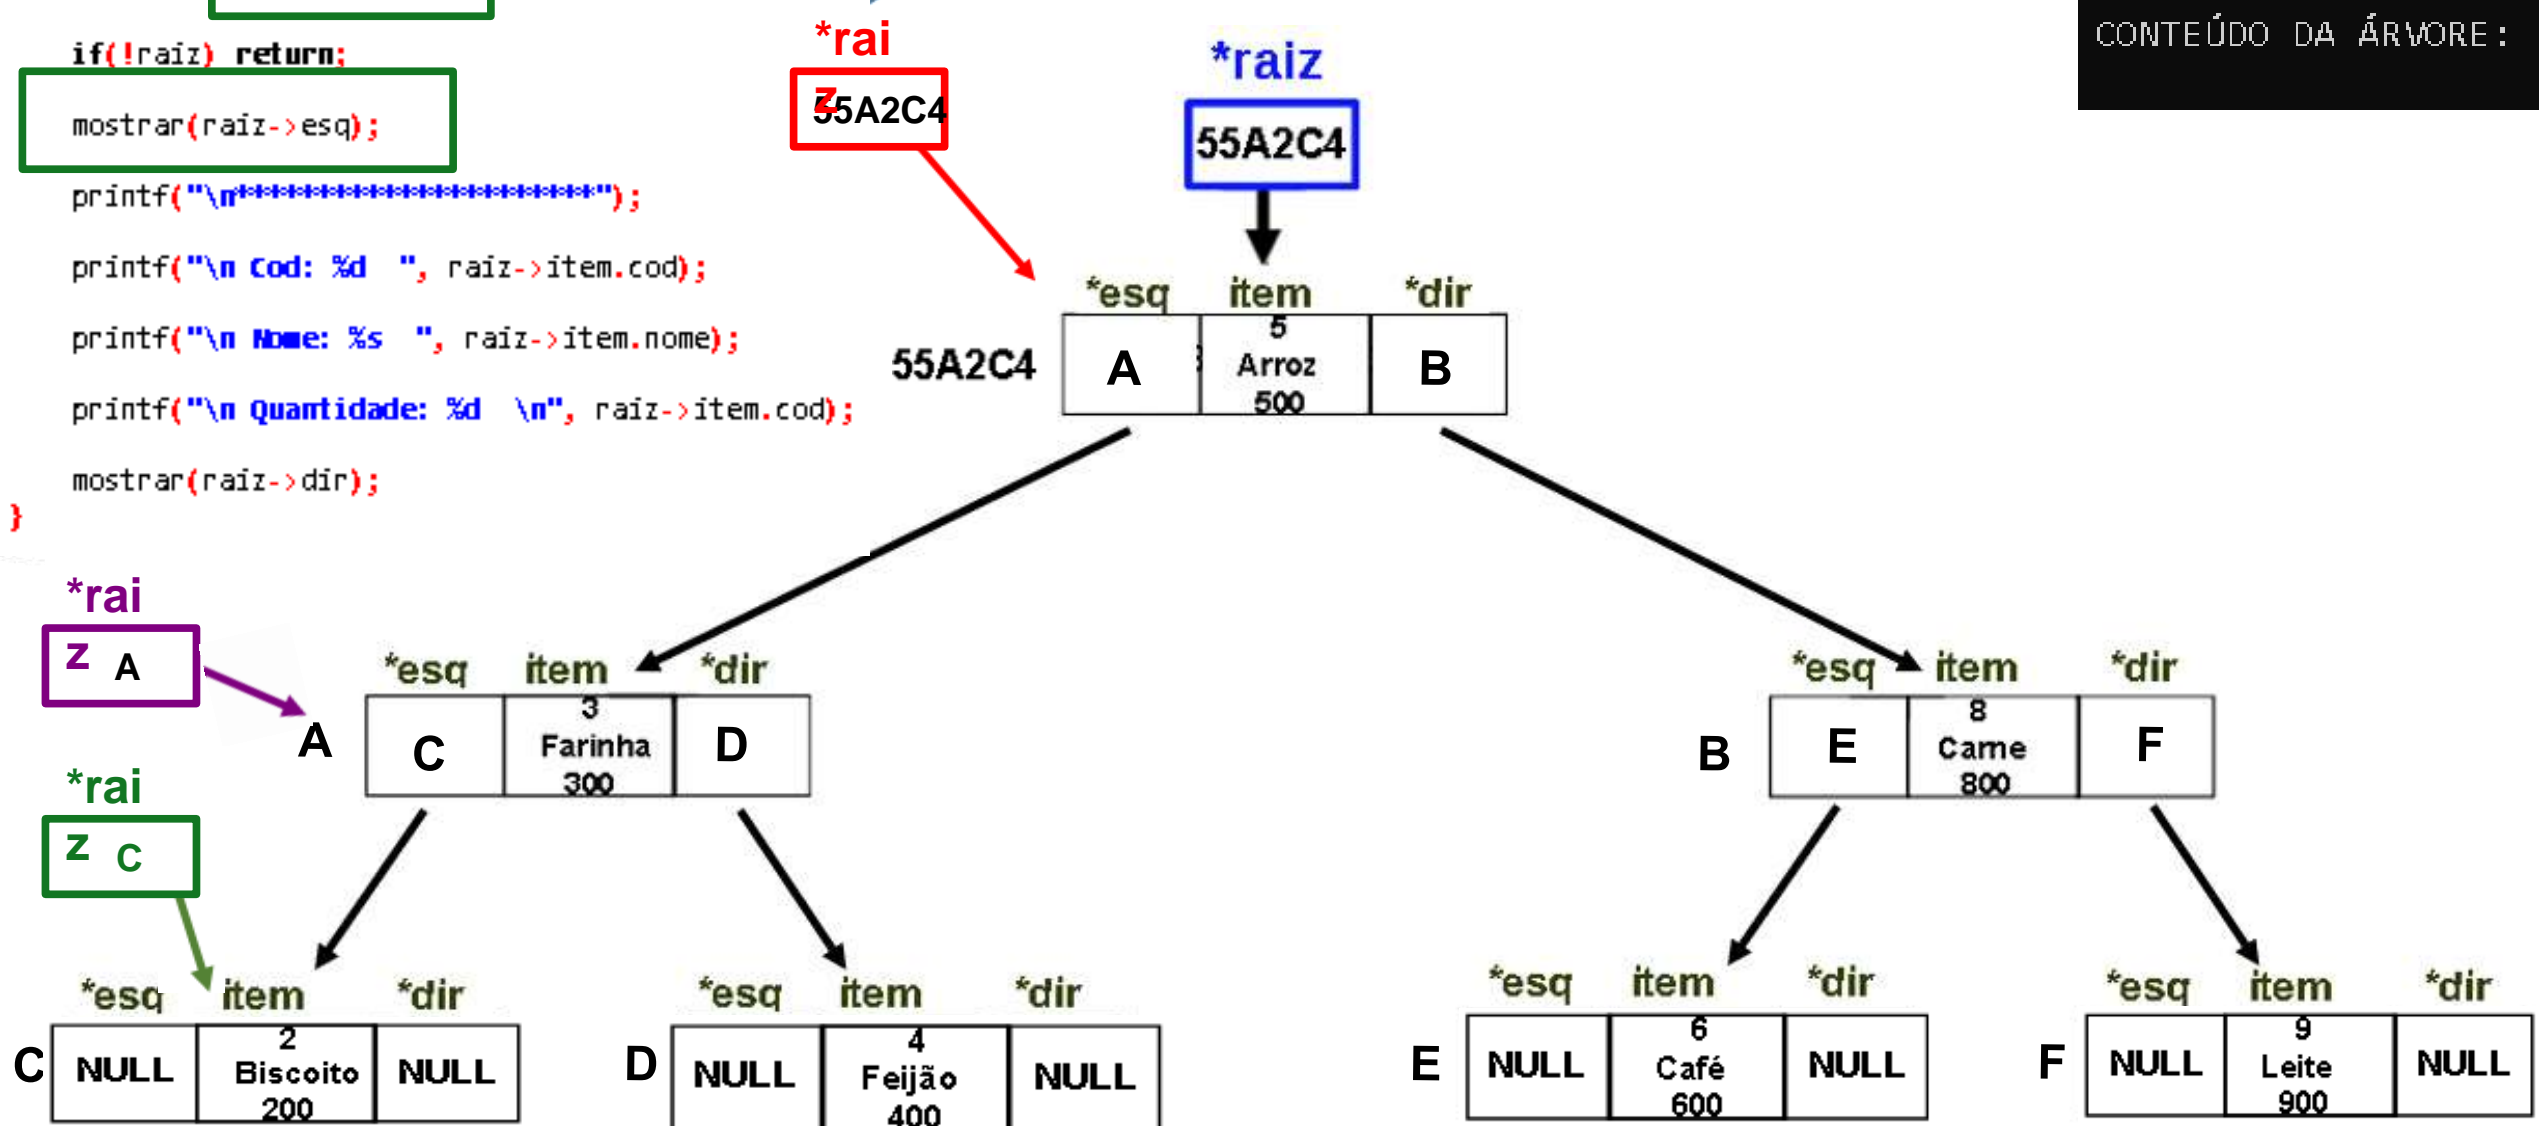 if(!raiz) return;
mostrar(raiz->esq);
printf("\n*************************");
printf("\n Cod: %d  ", raiz->item.cod);
printf("\n Nome: %s  ", raiz->item.nome);
printf("\n Quantidade: %d  \n", raiz->item.cod);
mostrar(raiz->dir);
}
*rai
z
55A2C4
*raiz
55A2C4
CONTEÚDO DA ÁRVORE:
*esq item *dir
55A2C4
A
5
Arroz
500
B
*rai
z A
*rai
z C
*esq item *dir
A
C
3
Farinha
300
D
*esq item *dir
B
E
8
Carne
800
F
*esq item *dir
C
NULL
2
Biscoito
200
NULL
*esq item *dir
D
NULL
4
Feijão
400
NULL
*esq item *dir
E
NULL
6
Café
600
NULL
*esq item *dir
F
NULL
9
Leite
900
NULL